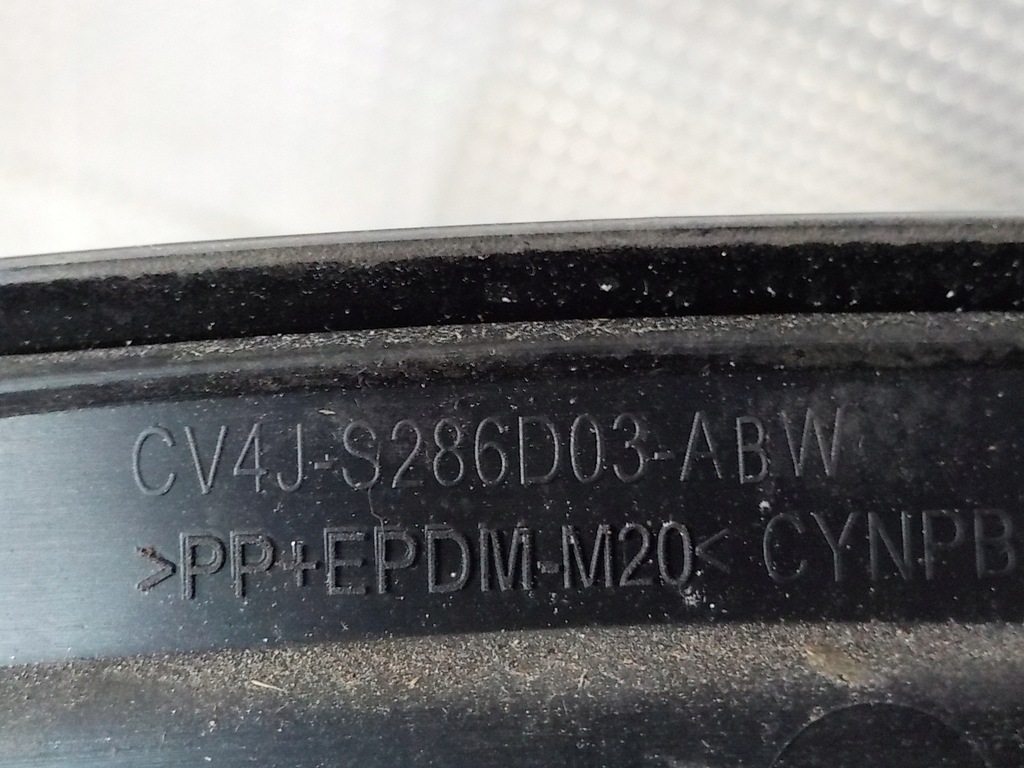 CV4J-S286D03-ABW
>PP+EPDM-M20< CYNPB